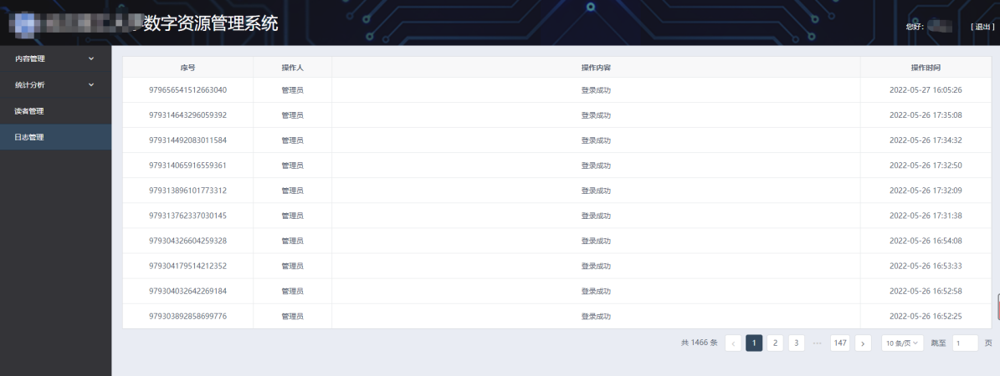 数字资源管理系统
您好: [ 退出 ]
内容管理
统计分析
读者管理
日志管理
序号 操作人 操作内容 操作时间
979656541512663040 管理员 登录成功 2022-05-27 16:05:26
979314643296059392 管理员 登录成功 2022-05-26 17:35:08
979314492083011584 管理员 登录成功 2022-05-26 17:34:32
979314065916559361 管理员 登录成功 2022-05-26 17:32:50
979313896101773312 管理员 登录成功 2022-05-26 17:32:09
979313762337030145 管理员 登录成功 2022-05-26 17:31:38
979304326604259328 管理员 登录成功 2022-05-26 16:54:08
979304179514212352 管理员 登录成功 2022-05-26 16:53:33
979304032642269184 管理员 登录成功 2022-05-26 16:52:58
979303892858699776 管理员 登录成功 2022-05-26 16:52:25
共 1466 条 < 1 2 3 ••• 147 > 10 条/页 跳至 1 页